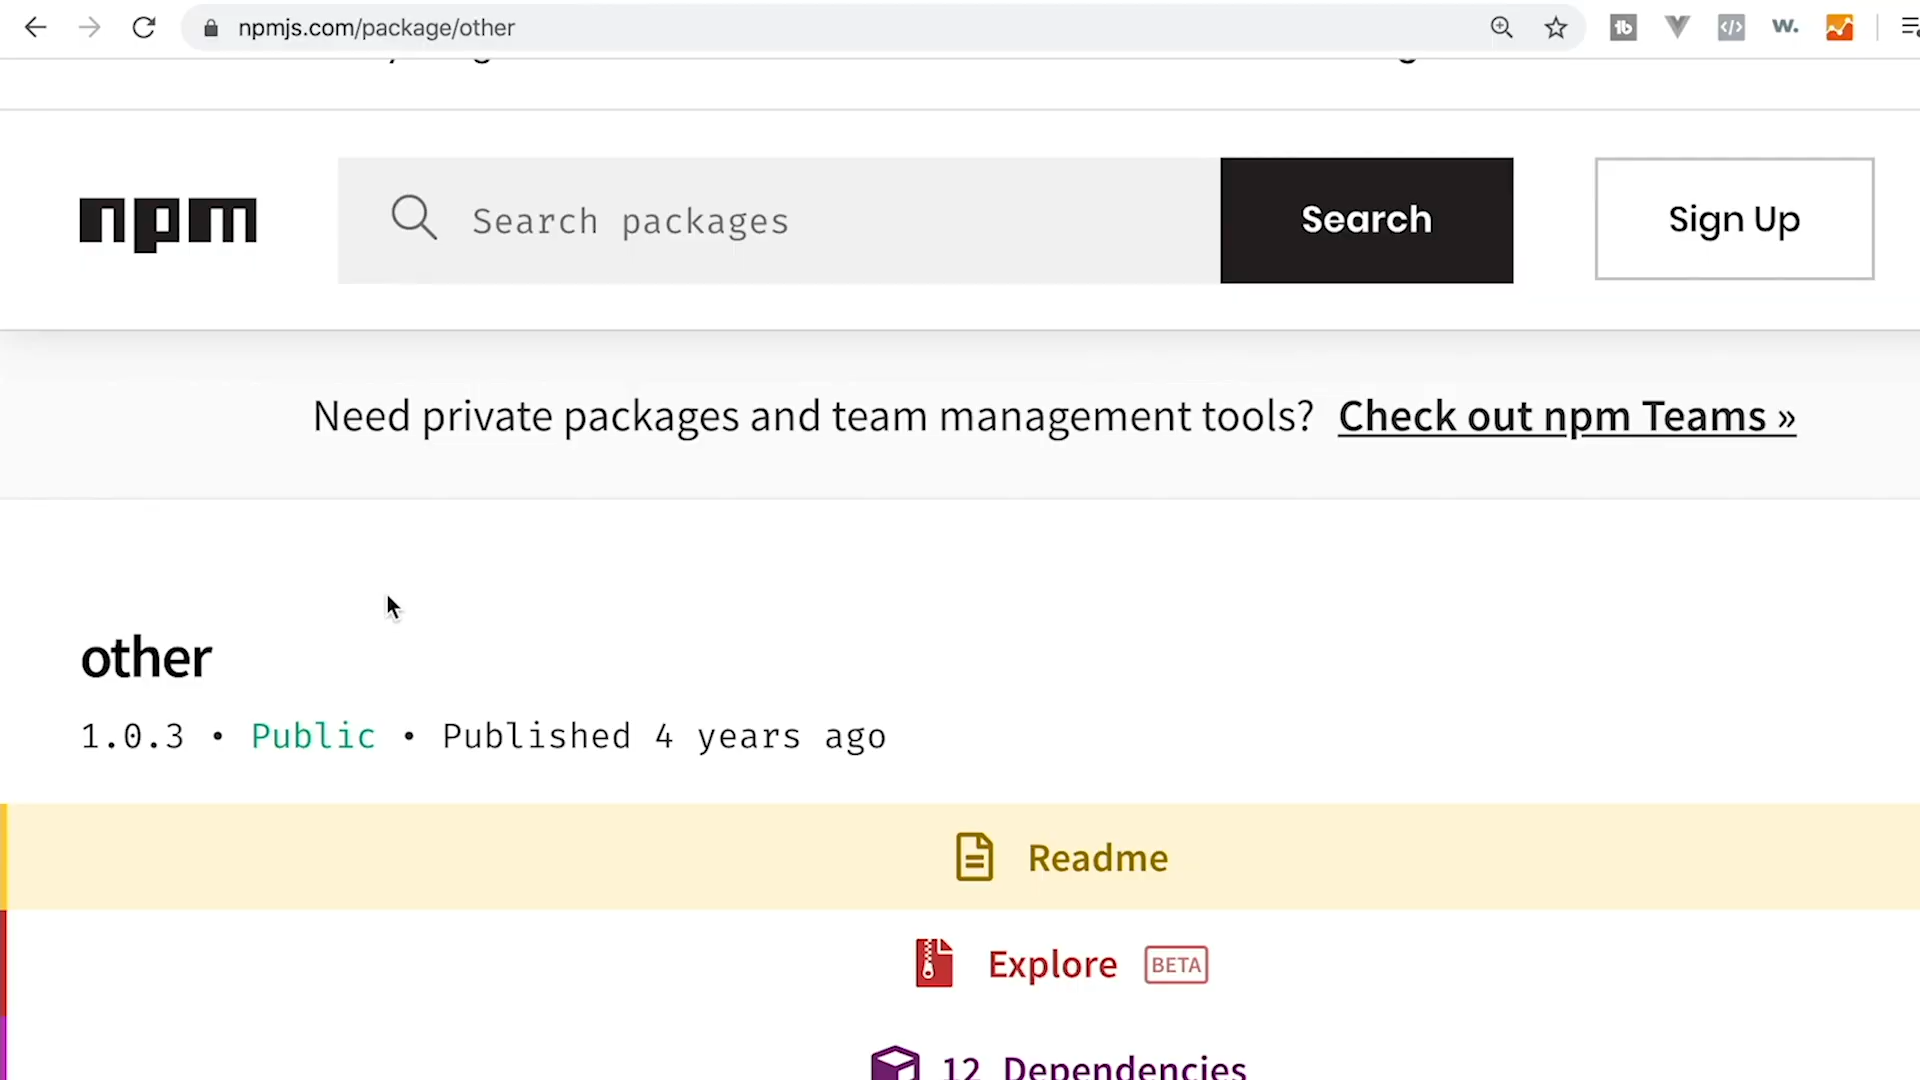 npmjs.com/package/other
npm
Search packages
Search
Sign Up
Need private packages and team management tools? Check out npm Teams »
other
1.0.3 • Public • Published 4 years ago
Readme
Explore BETA
12 Dependencies